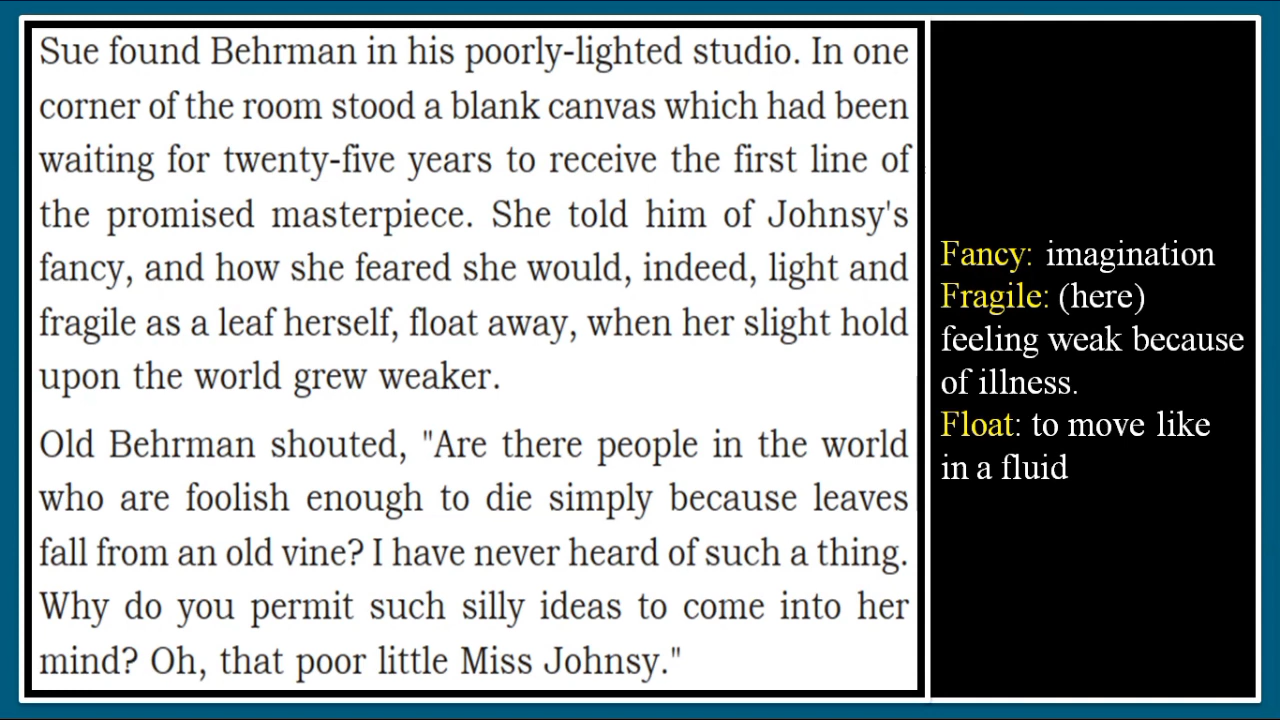 Sue found Behrman in his poorly-lighted studio. In one
corner of the room stood a blank canvas which had been
waiting for twenty-five years to receive the first line of
the promised masterpiece. She told him of Johnsy's
fancy, and how she feared she would, indeed, light and
fragile as a leaf herself, float away, when her slight hold
upon the world grew weaker.
Old Behrman shouted, "Are there people in the world
who are foolish enough to die simply because leaves
fall from an old vine? I have never heard of such a thing.
Why do you permit such silly ideas to come into her
mind? Oh, that poor little Miss Johnsy."
Fancy: imagination
Fragile: (here)
feeling weak because
of illness.
Float: to move like
in a fluid